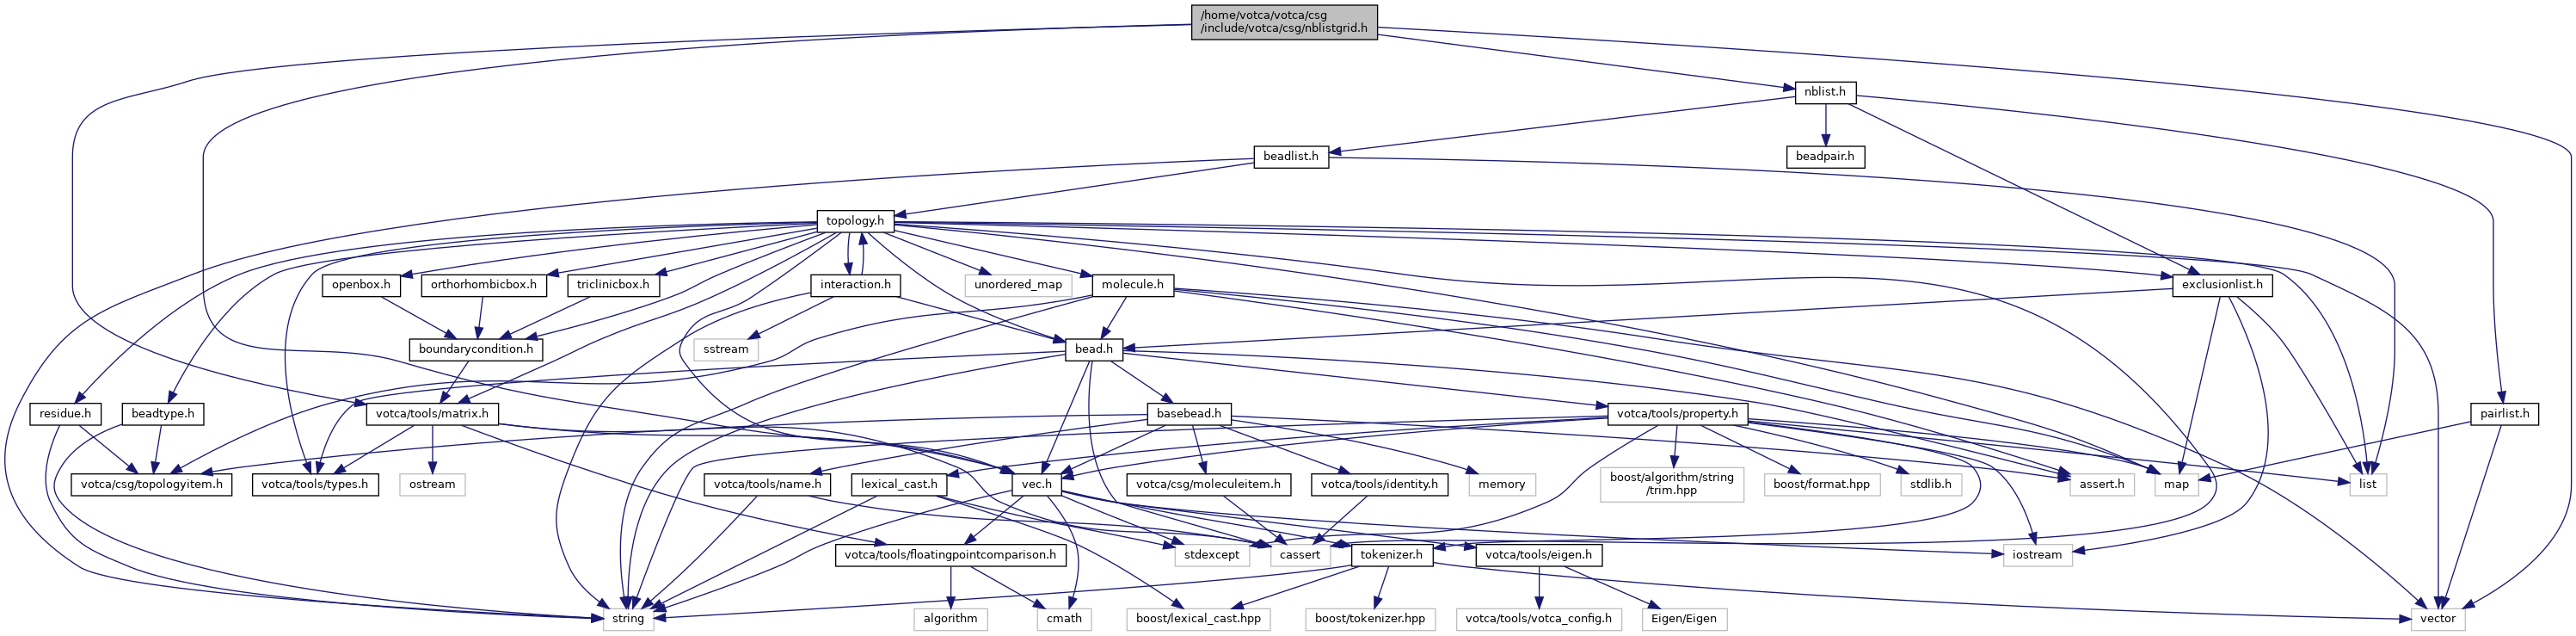 /home/votca/votca/csg
/include/votca/csg/nblistgrid.h
nblist.h
beadlist.h
beadpair.h
topology.h
openbox.h
orthorhombicbox.h
triclinicbox.h
interaction.h
unordered_map
molecule.h
exclusionlist.h
boundarycondition.h
sstream
bead.h
residue.h
beadtype.h
votca/tools/matrix.h
basebead.h
votca/tools/property.h
pairlist.h
votca/csg/topologyitem.h
votca/tools/types.h
ostream
votca/tools/name.h
lexical_cast.h
vec.h
votca/csg/moleculeitem.h
votca/tools/identity.h
memory
boost/algorithm/string
/trim.hpp
boost/format.hpp
stdlib.h
assert.h
map
list
votca/tools/floatingpointcomparison.h
stdexcept
cassert
tokenizer.h
votca/tools/eigen.h
iostream
string
algorithm
cmath
boost/lexical_cast.hpp
boost/tokenizer.hpp
votca/tools/votca_config.h
Eigen/Eigen
vector